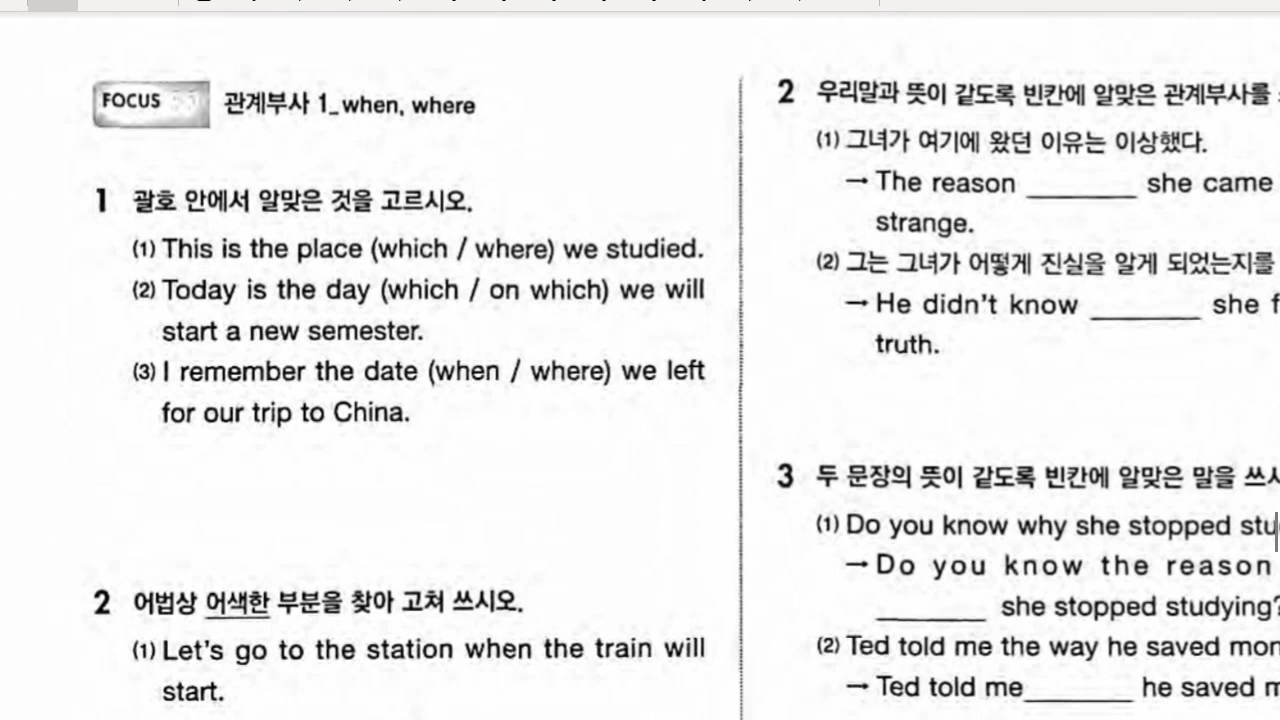 FOCUS
관계부사 1_when, where
1 괄호 안에서 알맞은 것을 고르시오.
(1) This is the place (which / where) we studied.
(2) Today is the day (which / on which) we will
start a new semester.
(3) I remember the date (when / where) we left
for our trip to China.
2 어법상 어색한 부분을 찾아 고쳐 쓰시오.
(1) Let's go to the station when the train will
start.
2 우리말과 뜻이 같도록 빈칸에 알맞은 관계부사를
(1) 그녀가 여기에 왔던 이유는 이상했다.
→ The reason ________ she came
strange.
(2) 그는 그녀가 어떻게 진실을 알게 되었는지를
→ He didn't know ________ she f
truth.
3 두 문장의 뜻이 같도록 빈칸에 알맞은 말을 쓰시
(1) Do you know why she stopped stu
→ Do you know the reason
________ she stopped studying?
(2) Ted told me the way he saved mon
→ Ted told me ________ he saved m